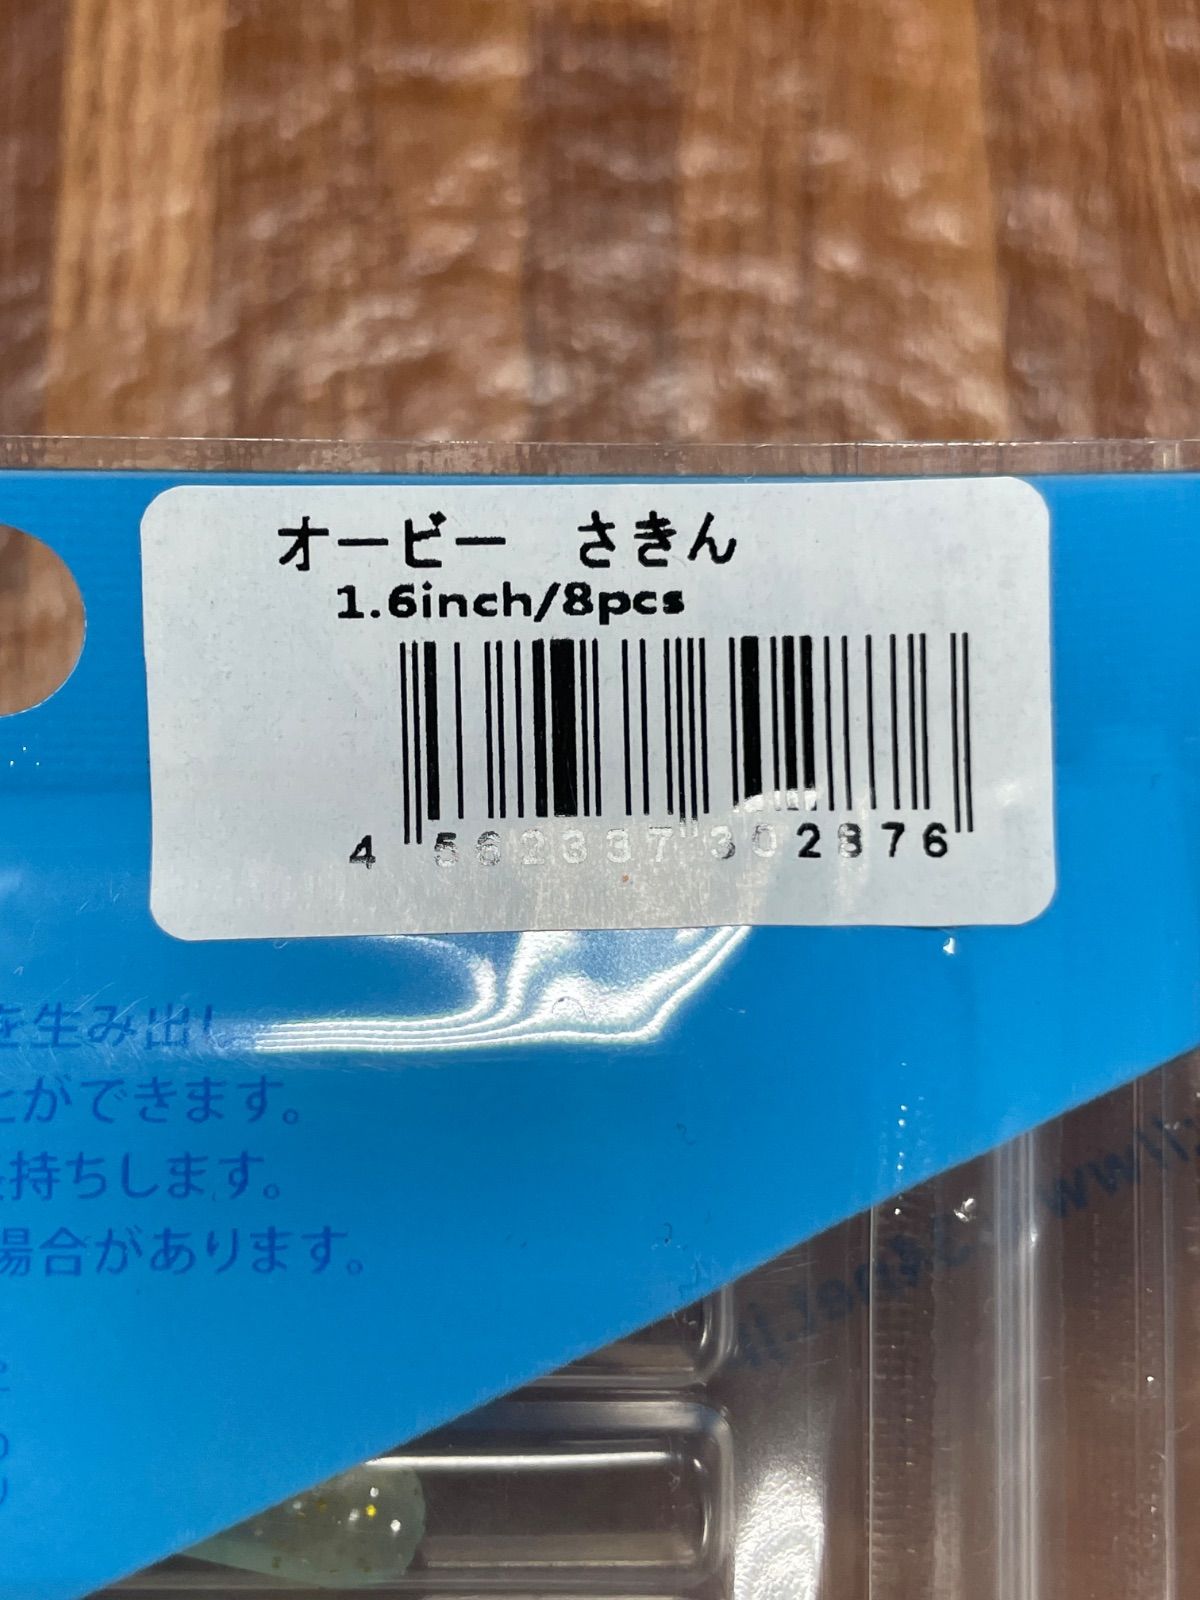 オービー　さきん
1.6inch/8pcs
4 562337 302876
を生み出し
とができます。
持ちします。
場合があります。